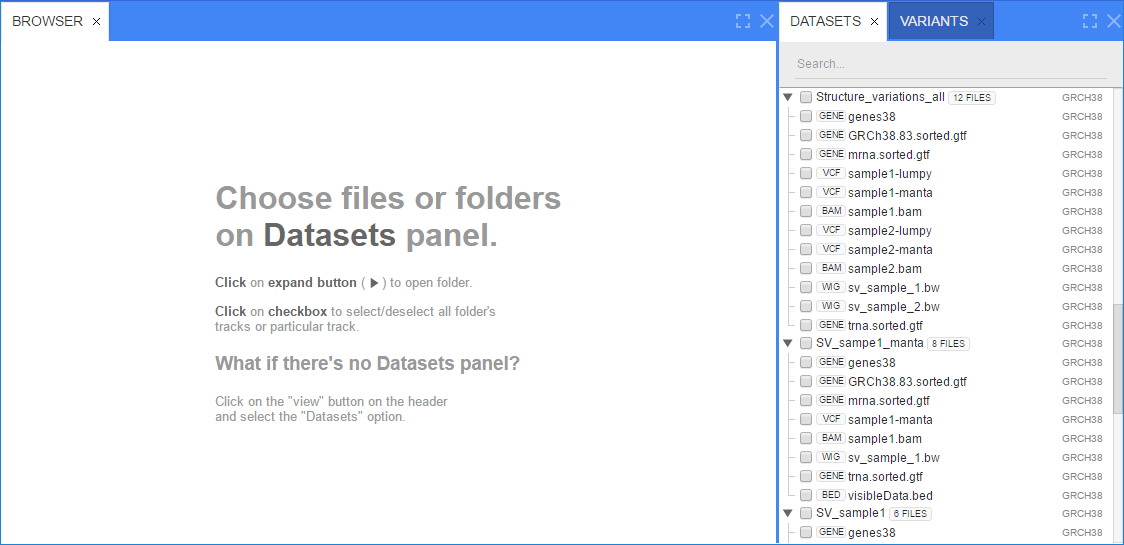 BROWSER
DATASETS
VARIANTS
Search...
Choose files or folders
on Datasets panel.
Click on expand button ( ) to open folder.
Click on checkbox to select/deselect all folder's
tracks or particular track.
What if there's no Datasets panel?
Click on the "view" button on the header
and select the "Datasets" option.
Structure_variations_all 12 FILES GRCH38
GENE genes38 GRCH38
GENE GRCh38.83.sorted.gtf GRCH38
GENE mrna.sorted.gtf GRCH38
VCF sample1-lumpy GRCH38
VCF sample1-manta GRCH38
BAM sample1.bam GRCH38
VCF sample2-lumpy GRCH38
VCF sample2-manta GRCH38
BAM sample2.bam GRCH38
WIG sv_sample_1.bw GRCH38
WIG sv_sample_2.bw GRCH38
GENE trna.sorted.gtf GRCH38
SV_sampe1_manta 8 FILES GRCH38
GENE genes38 GRCH38
GENE GRCh38.83.sorted.gtf GRCH38
GENE mrna.sorted.gtf GRCH38
VCF sample1-manta GRCH38
BAM sample1.bam GRCH38
WIG sv_sample_1.bw GRCH38
GENE trna.sorted.gtf GRCH38
BED visibleData.bed GRCH38
SV_sample1 6 FILES GRCH38
GENE genes38 GRCH38